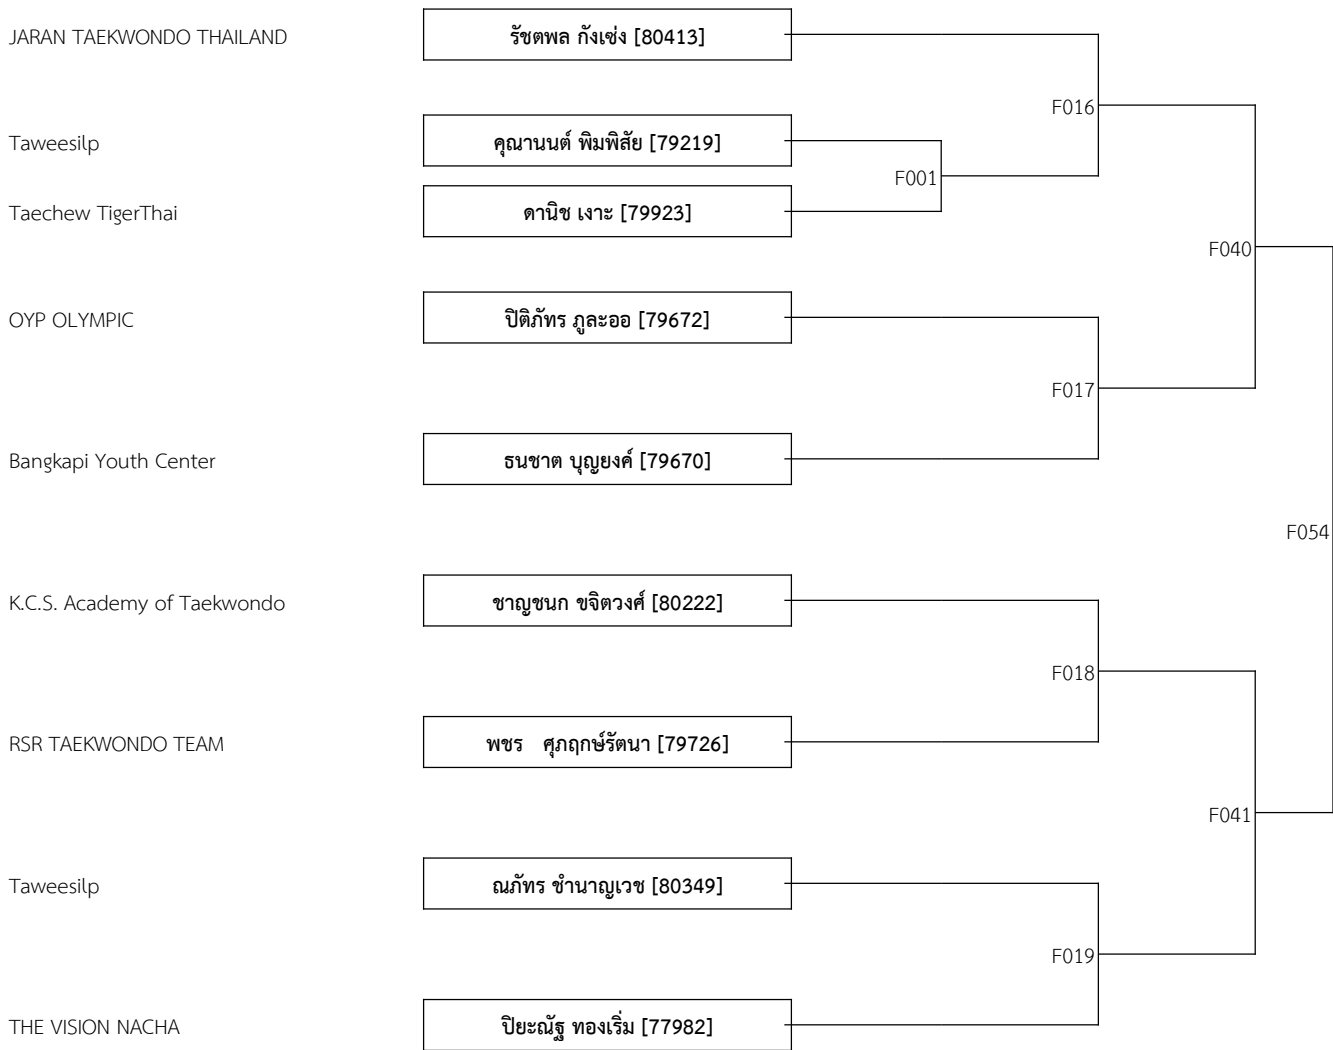 JARAN TAEKWONDO THAILAND
รัชตพล กังเซ่ง [80413]
F016
Taweesilp
คุณานนต์ พิมพิสัย [79219]
F001
Taechew TigerThai
ดานิช เงาะ [79923]
F040
OYP OLYMPIC
ปิติภัทร ภูละออ [79672]
F017
Bangkapi Youth Center
ธนชาต บุญยงค์ [79670]
F054
K.C.S. Academy of Taekwondo
ชาญชนก ขจิตวงศ์ [80222]
F018
RSR TAEKWONDO TEAM
พชร   ศุภฤกษ์รัตนา [79726]
F041
Taweesilp
ณภัทร ชำนาญเวช [80349]
F019
THE VISION NACHA
ปิยะณัฐ ทองเริ่ม [77982]